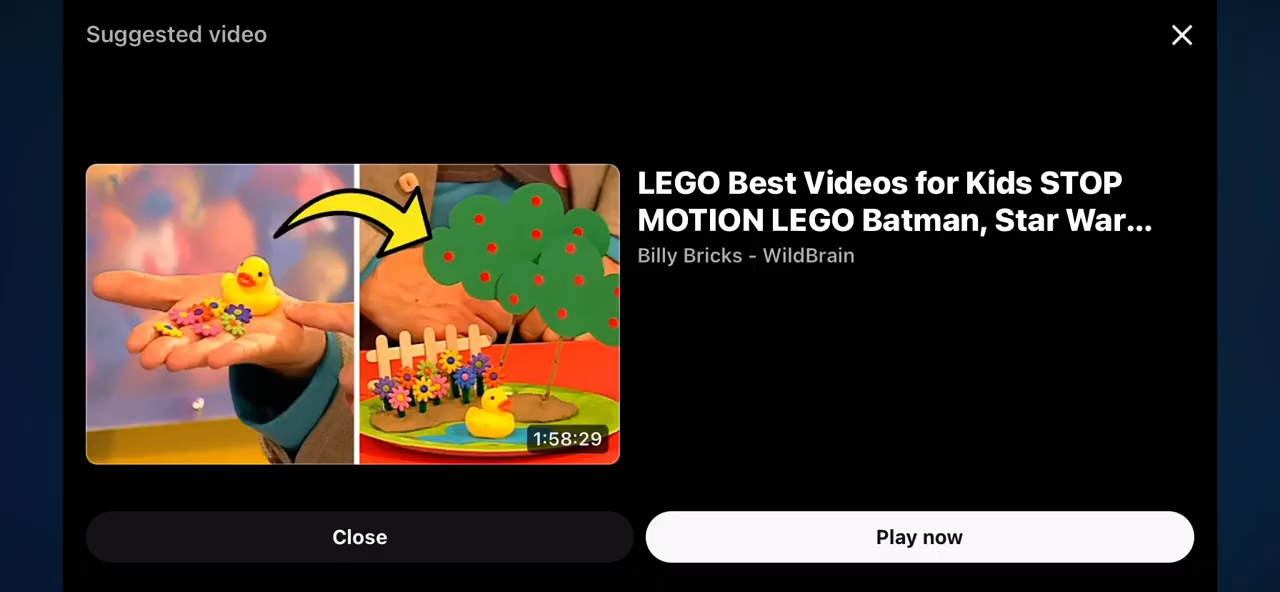 Suggested video
LEGO Best Videos for Kids STOP
MOTION LEGO Batman, Star War...
Billy Bricks - WildBrain
1:58:29
Close
Play now